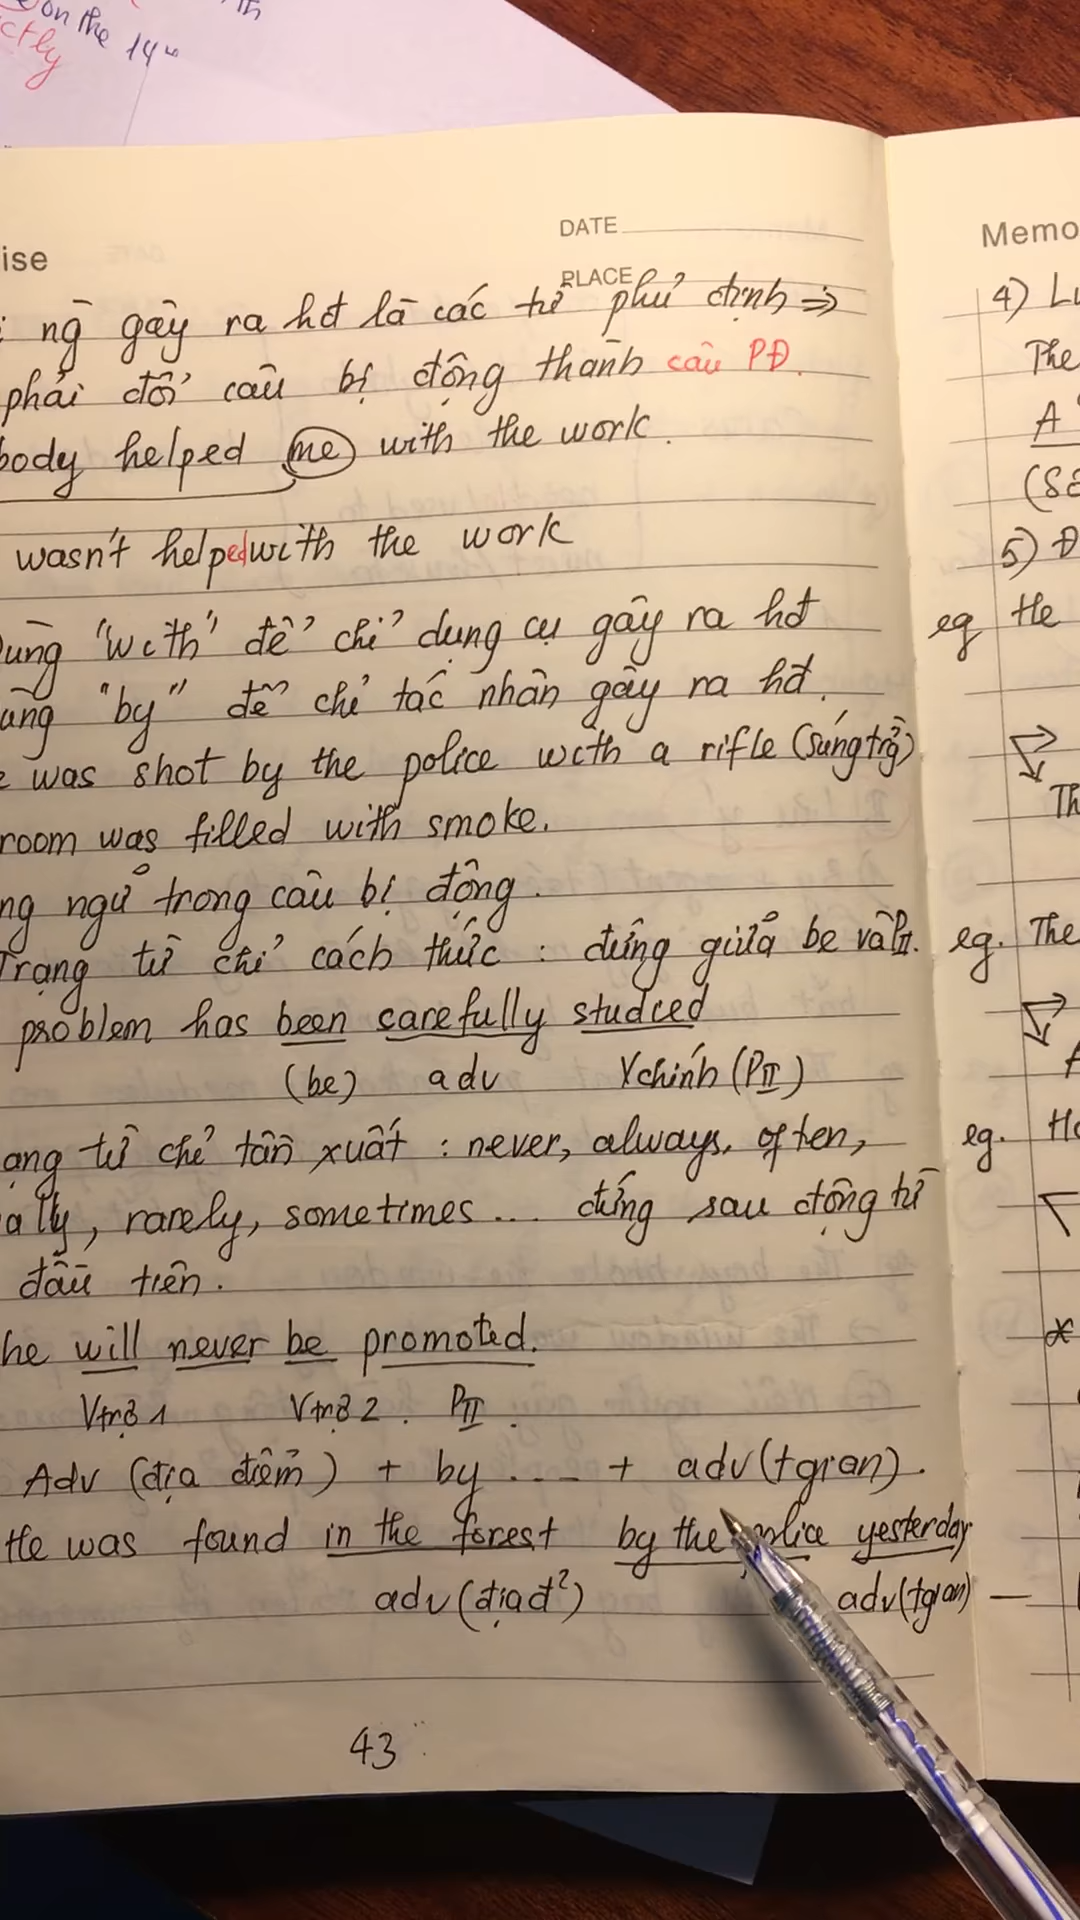 on the 14th
ctly
ise
DATE
PLACE
ng gây ra hđ là các từ phủ định ⇒
phải đổi câu bị động thành câu PĐ.
body helped me with the work.
wasn't helped with the work
ùng "with" để chỉ dụng cụ gây ra hđ
ùng "by" để chỉ tác nhân gây ra hđ.
e was shot by the police with a rifle (súng trường)
room was filled with smoke.
ng ngữ trong câu bị động.
Trạng từ chỉ cách thức : đứng giữa be và PII.
problem has been carefully studied
(be) adv Vchính (PII)
ạng từ chỉ tần xuất : never, always, often,
ally, rarely, sometimes ... đứng sau động từ
đầu tiên.
he will never be promoted.
Vtrợ 1 Vtrợ 2. PII.
Adv (địa điểm) + by .... + adv (tgian).
He was found in the forest by the police yesterday
adv (địa đ²) adv (tgian)
43
Memo
4) Lư
The
A
5) Đ
eg He
Th
eg. The
A
eg. Ho
*